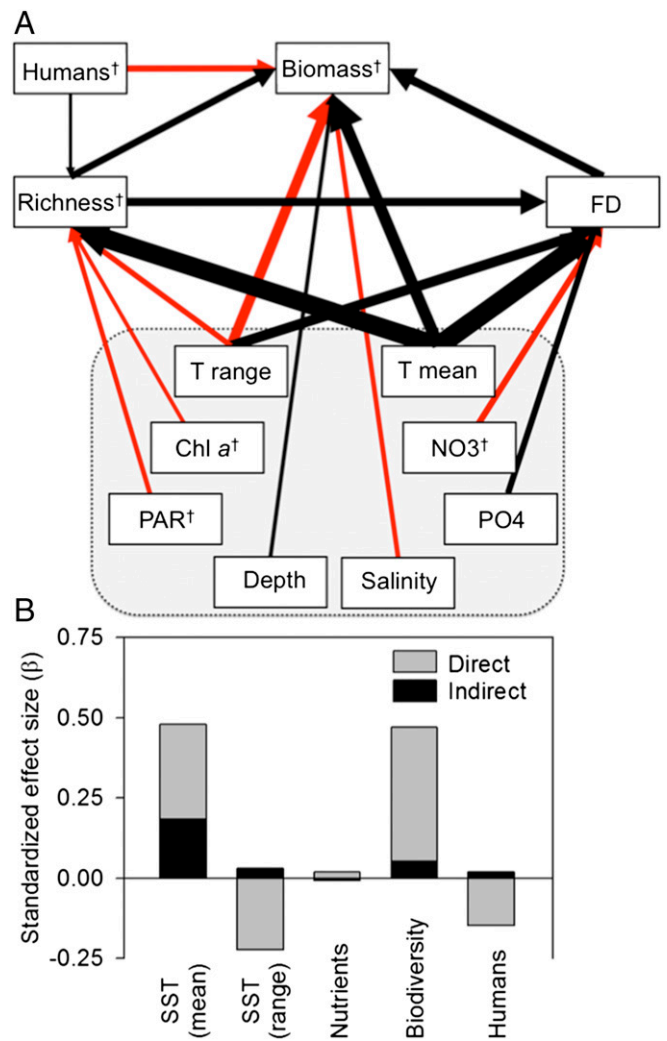 A
Humans†
Biomass†
Richness†
FD
T range
T mean
Chl a†
NO3†
PAR†
PO4
Depth
Salinity
B
Standardized effect size (β)
0.75
0.50
0.25
0.00
-0.25
Direct
Indirect
SST
(mean)
SST
(range)
Nutrients
Biodiversity
Humans